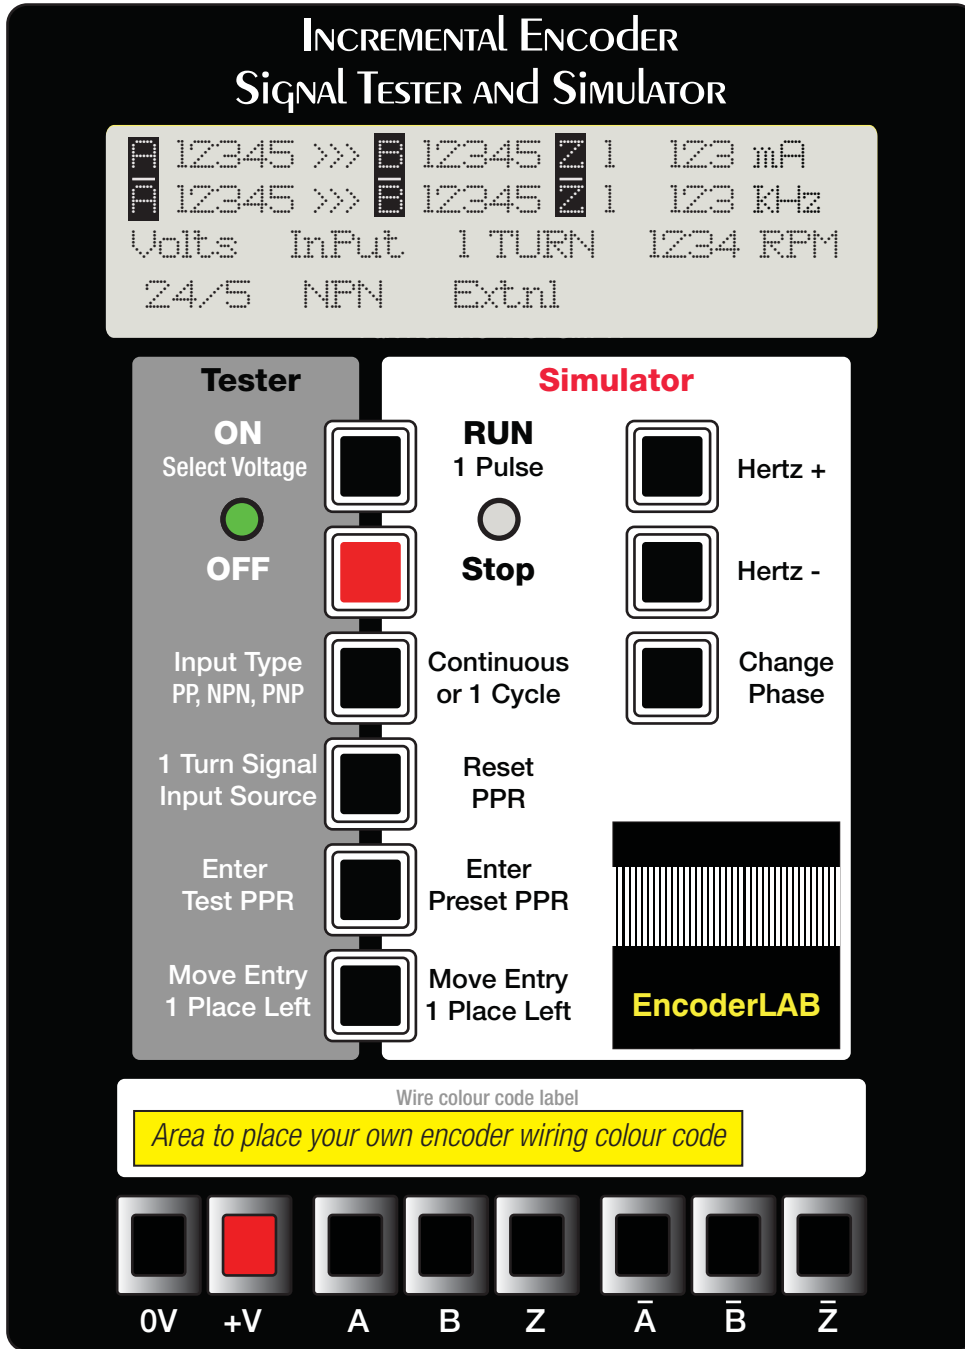 Incremental Encoder
Signal Tester and Simulator
A 12345 >>> B 12345 Z 1 123 mA
A̅ 12345 >>> B̅ 12345 Z̅ 1 123 kHz
Volts InPut 1 TURN 1234 RPM
24/5 NPN Extnl
Tester
Simulator
ON
Select Voltage
RUN
1 Pulse
Hertz +
OFF
Stop
Hertz -
Input Type
PP, NPN, PNP
Continuous
or 1 Cycle
Change
Phase
1 Turn Signal
Input Source
Reset
PPR
Enter
Test PPR
Enter
Preset PPR
Move Entry
1 Place Left
Move Entry
1 Place Left
EncoderLAB
Wire colour code label
Area to place your own encoder wiring colour code
0V +V A B Z A̅ B̅ Z̅